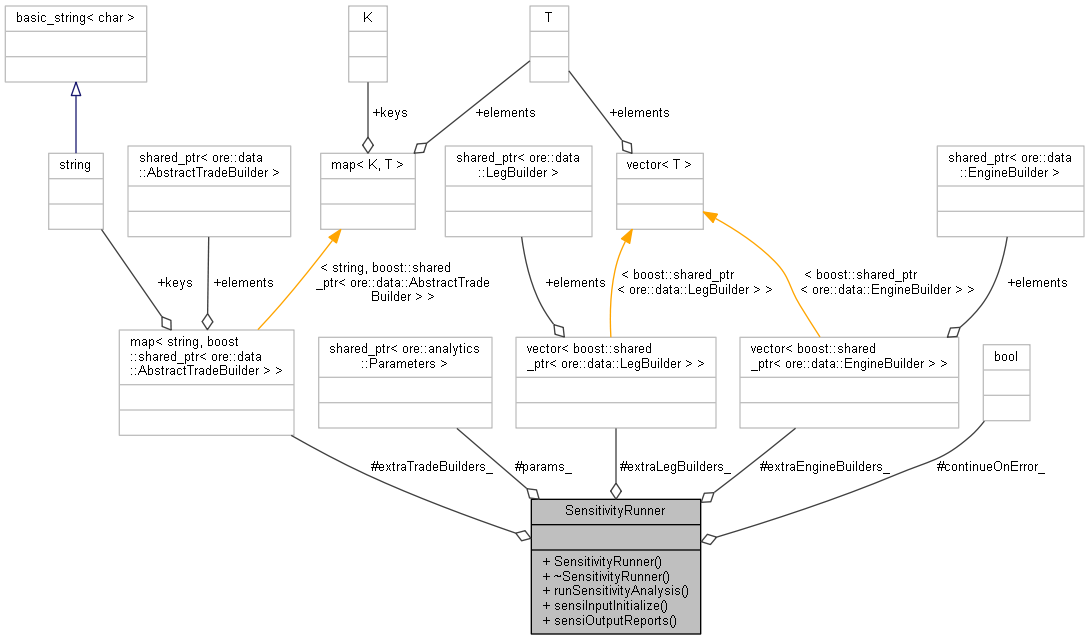 basic_string< char >
K
T
+keys
+elements
+elements
string
shared_ptr< ore::data
::AbstractTradeBuilder >
map< K, T >
shared_ptr< ore::data
::LegBuilder >
vector< T >
shared_ptr< ore::data
::EngineBuilder >
+keys
+elements
< string, boost::shared
_ptr< ore::data::AbstractTrade
Builder > >
+elements
< boost::shared_ptr
< ore::data::LegBuilder > >
< boost::shared_ptr
< ore::data::EngineBuilder > >
+elements
map< string, boost
::shared_ptr< ore::data
::AbstractTradeBuilder > >
shared_ptr< ore::analytics
::Parameters >
vector< boost::shared
_ptr< ore::data::LegBuilder > >
vector< boost::shared
_ptr< ore::data::EngineBuilder > >
bool
#extraTradeBuilders_
#params_
#extraLegBuilders_
#extraEngineBuilders_
#continueOnError_
SensitivityRunner
+ SensitivityRunner()
+ ~SensitivityRunner()
+ runSensitivityAnalysis()
+ sensiInputInitialize()
+ sensiOutputReports()